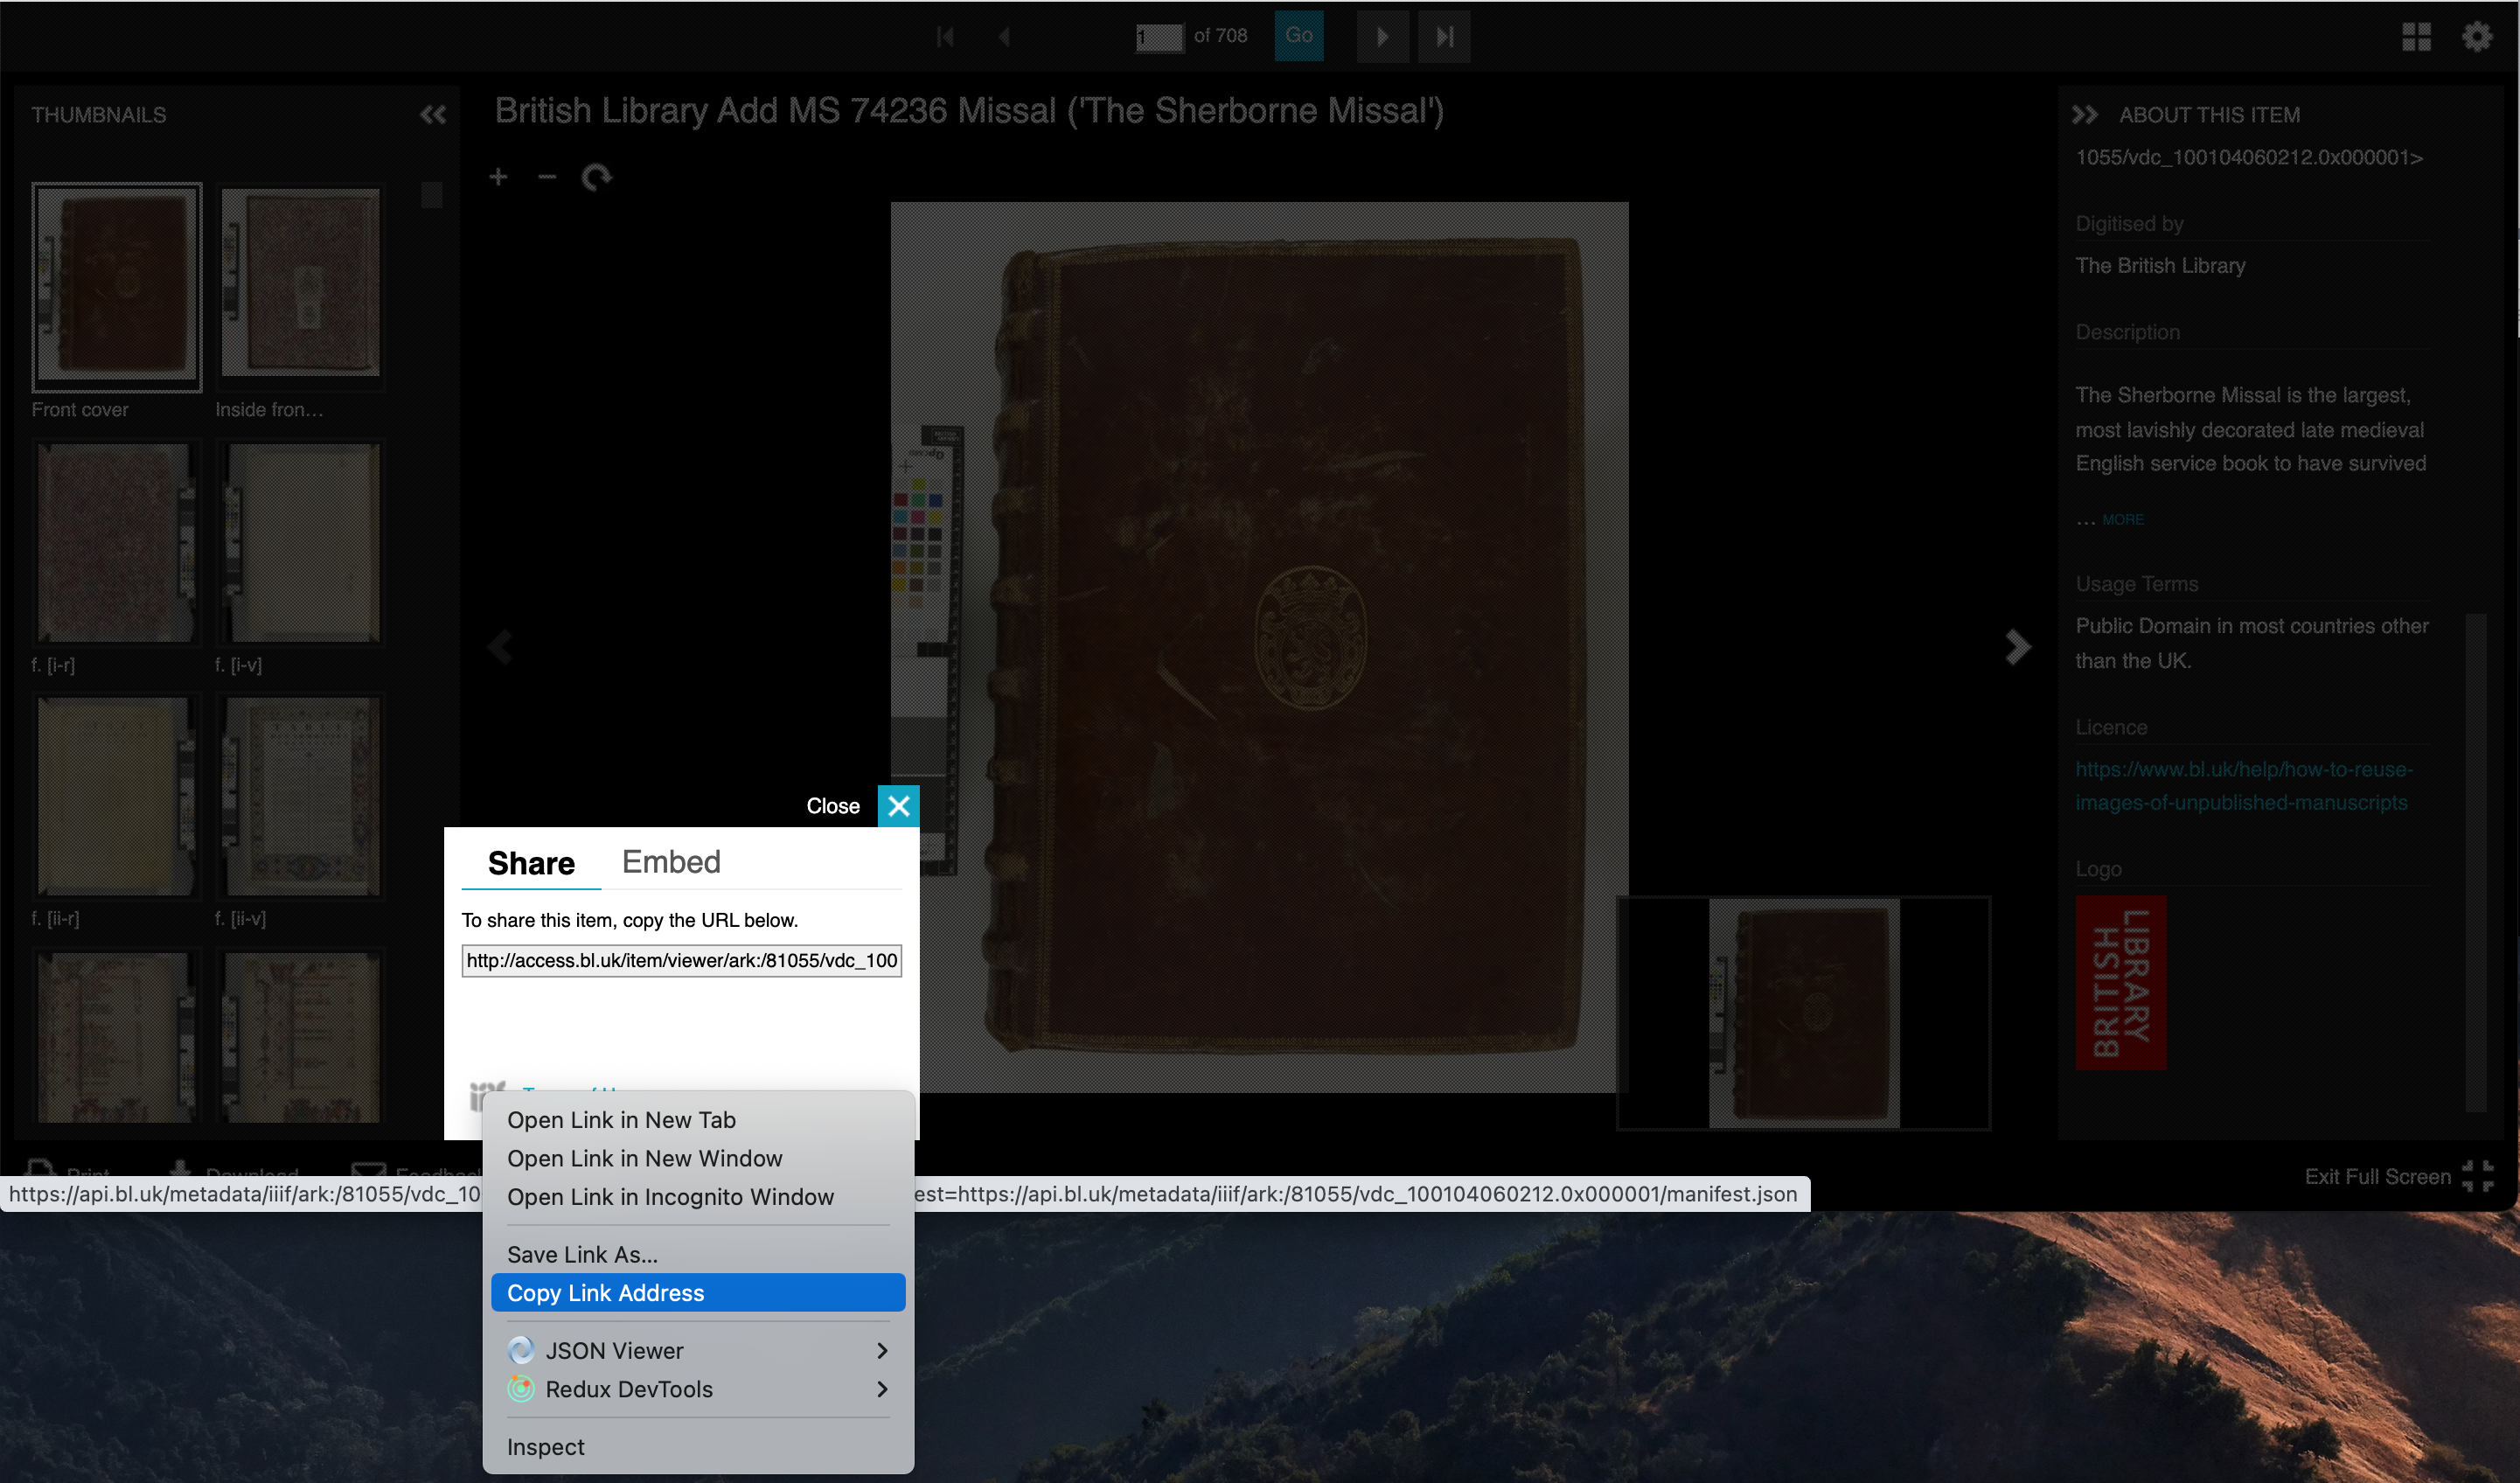 1 of 708 Go
THUMBNAILS
British Library Add MS 74236 Missal ('The Sherborne Missal')
Front cover
Inside fron…
f. [i-r]
f. [i-v]
f. [ii-r]
f. [ii-v]
ABOUT THIS ITEM
1055/vdc_100104060212.0x000001>
Digitised by
The British Library
Description
The Sherborne Missal is the largest,
most lavishly decorated late medieval
English service book to have survived
… MORE
Usage Terms
Public Domain in most countries other
than the UK.
Licence
https://www.bl.uk/help/how-to-reuse-
images-of-unpublished-manuscripts
Logo
BRITISH
LIBRARY
Close
Share Embed
To share this item, copy the URL below.
http://access.bl.uk/item/viewer/ark:/81055/vdc_100
Open Link in New Tab
Open Link in New Window
Open Link in Incognito Window
Save Link As...
Copy Link Address
JSON Viewer
Redux DevTools
Inspect
Print Download Feedback
Exit Full Screen
https://api.bl.uk/metadata/iiif/ark:/81055/vdc_10
est=https://api.bl.uk/metadata/iiif/ark:/81055/vdc_100104060212.0x000001/manifest.json